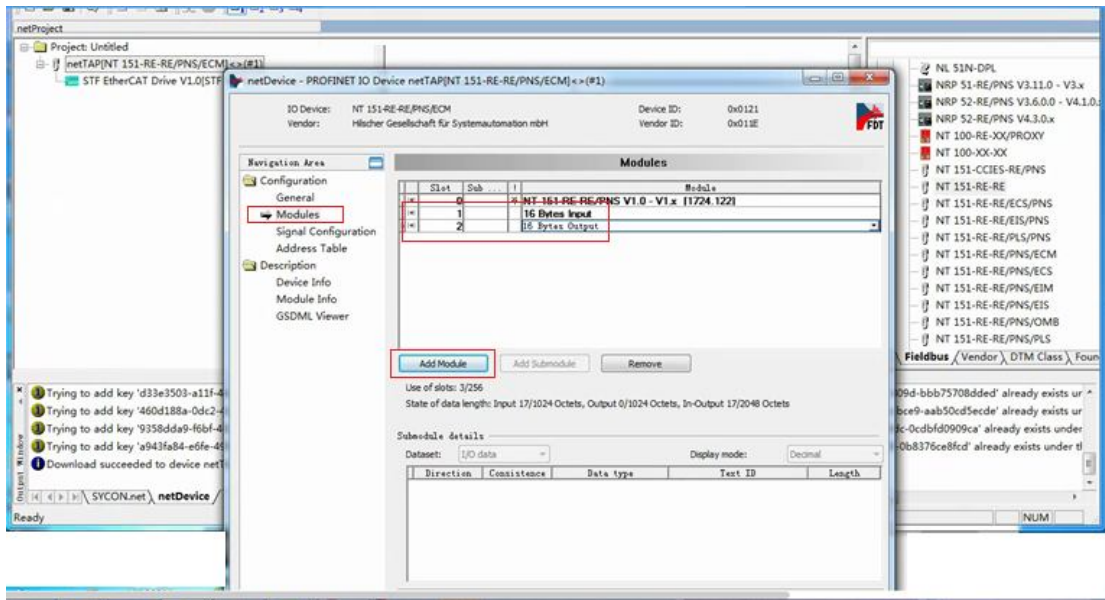 netProject
Project: Untitled
netTAP[NT 151-RE-RE/PNS/ECM]<>(#1)
STF EtherCAT Drive V1.0[STF
netDevice - PROFINET IO Device netTAP[NT 151-RE-RE/PNS/ECM]<>(#1)
IO Device: NT 151-RE-RE/PNS/ECM Device ID: 0x0121
Vendor: Hilscher Gesellschaft für Systemautomation mbH Vendor ID: 0x011E
FDT
Navigation Area
Configuration
General
Modules
Signal Configuration
Address Table
Description
Device Info
Module Info
GSDML Viewer
Modules
Slot Sub ... ! Module
0 NT 151-RE-RE/PNS V1.0 - V1.x [1724.122]
1 16 Bytes Input
2 16 Bytes Output
Add Module Add Submodule Remove
Use of slots: 3/256
State of data length: Input 17/1024 Octets, Output 0/1024 Octets, In-Output 17/2048 Octets
Submodule details
Dataset: I/O data Display mode: Decimal
Direction Consistence Data type Text ID Length
NL 51N-DPL
NRP 51-RE/PNS V3.11.0 - V3.x
NRP 52-RE/PNS V3.6.0.0 - V4.1.0.
NRP 52-RE/PNS V4.3.0.x
NT 100-RE-XX/PROXY
NT 100-XX-XX
NT 151-CCIES-RE/PNS
NT 151-RE-RE
NT 151-RE-RE/ECS/PNS
NT 151-RE-RE/EIS/PNS
NT 151-RE-RE/PLS/PNS
NT 151-RE-RE/PNS/ECM
NT 151-RE-RE/PNS/ECS
NT 151-RE-RE/PNS/EIM
NT 151-RE-RE/PNS/EIS
NT 151-RE-RE/PNS/OMB
NT 151-RE-RE/PNS/PLS
Fieldbus Vendor DTM Class Foun
Output Window
Trying to add key 'd33e3503-a11f-4
Trying to add key '460d188a-0dc2-4
Trying to add key '9358dda9-f6bf-4
Trying to add key 'a943fa84-e6fe-49
Download succeeded to device netT
09d-bbb75708dded' already exists ur
bce9-aab50cd5ecde' already exists ur
fc-0cdbfd0909ca' already exists under
-0b8376ce8fcd' already exists under tl
SYCON.net netDevice
Ready
NUM